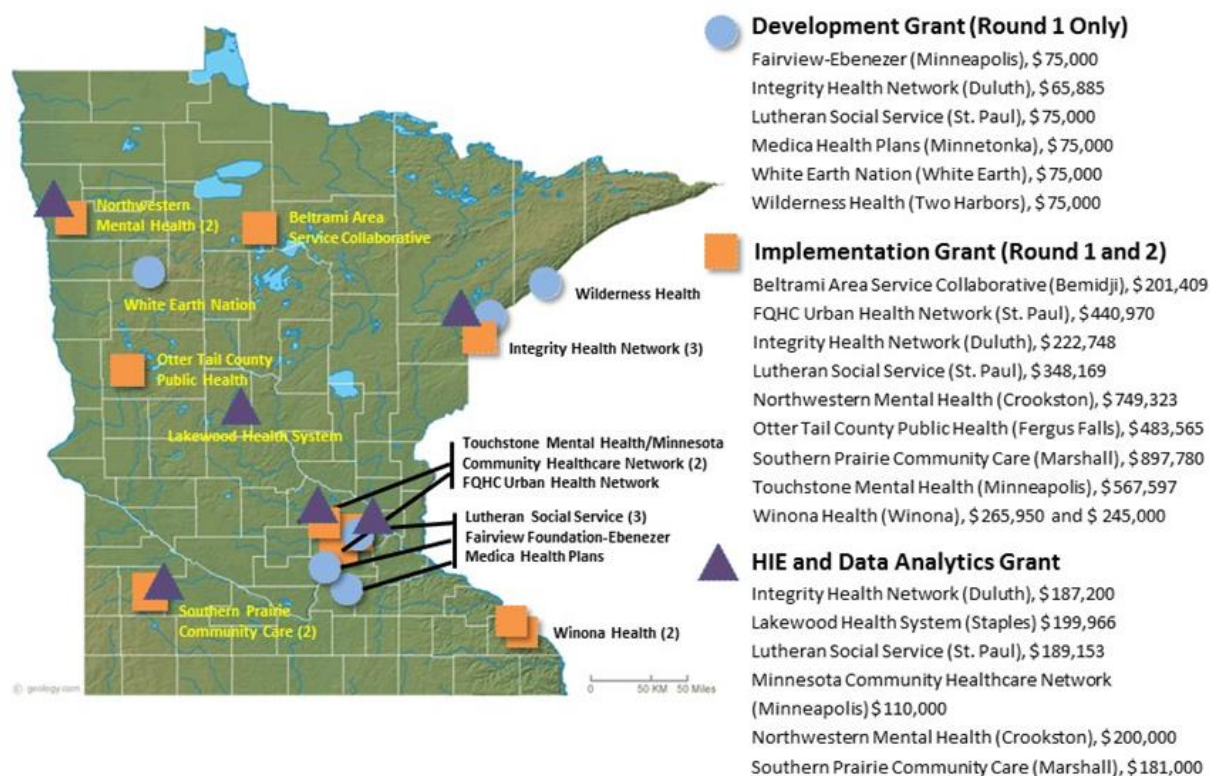 Development Grant (Round 1 Only)
Fairview-Ebenezer (Minneapolis), $75,000
Integrity Health Network (Duluth), $65,885
Lutheran Social Service (St. Paul), $75,000
Medica Health Plans (Minnetonka), $75,000
White Earth Nation (White Earth), $75,000
Wilderness Health (Two Harbors), $75,000
Implementation Grant (Round 1 and 2)
Beltrami Area Service Collaborative (Bemidji), $201,409
FQHC Urban Health Network (St. Paul), $440,970
Integrity Health Network (Duluth), $222,748
Lutheran Social Service (St. Paul), $348,169
Northwestern Mental Health (Crookston), $749,323
Otter Tail County Public Health (Fergus Falls), $483,565
Southern Prairie Community Care (Marshall), $897,780
Touchstone Mental Health (Minneapolis), $567,597
Winona Health (Winona), $265,950 and $245,000
HIE and Data Analytics Grant
Integrity Health Network (Duluth), $187,200
Lakewood Health System (Staples) $199,966
Lutheran Social Service (St. Paul), $189,153
Minnesota Community Healthcare Network
(Minneapolis) $110,000
Northwestern Mental Health (Crookston), $200,000
Southern Prairie Community Care (Marshall), $181,000
Northwestern
Mental Health (2)
Beltrami Area
Service Collaborative
White Earth Nation
Wilderness Health
Integrity Health Network (3)
Otter Tail County
Public Health
Lakewood Health System
Touchstone Mental Health/Minnesota
Community Healthcare Network (2)
FQHC Urban Health Network
Lutheran Social Service (3)
Fairview Foundation-Ebenezer
Medica Health Plans
Southern Prairie
Community Care (2)
Winona Health (2)
© geology.com
0 50 KM 50 Miles